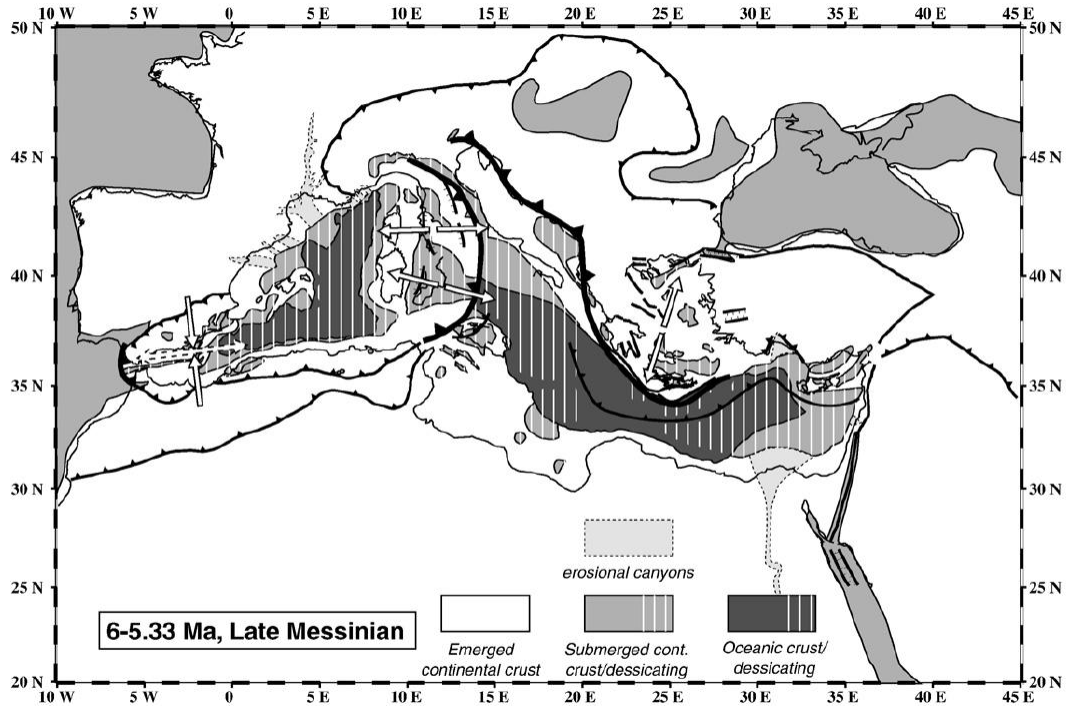 10 W 5 W 0 5 E 10 E 15 E 20 E 25 E 30 E 35 E 40 E 45 E
50 N 50 N
45 N 45 N
40 N 40 N
35 N 35 N
30 N 30 N
erosional canyons
25 N 25 N
6-5.33 Ma, Late Messinian
Emerged
continental crust
Submerged cont.
crust/dessicating
Oceanic crust/
dessicating
20 N 20 N
10 W 5 W 0 5 E 10 E 15 E 20 E 25 E 30 E 35 E 40 E 45 E